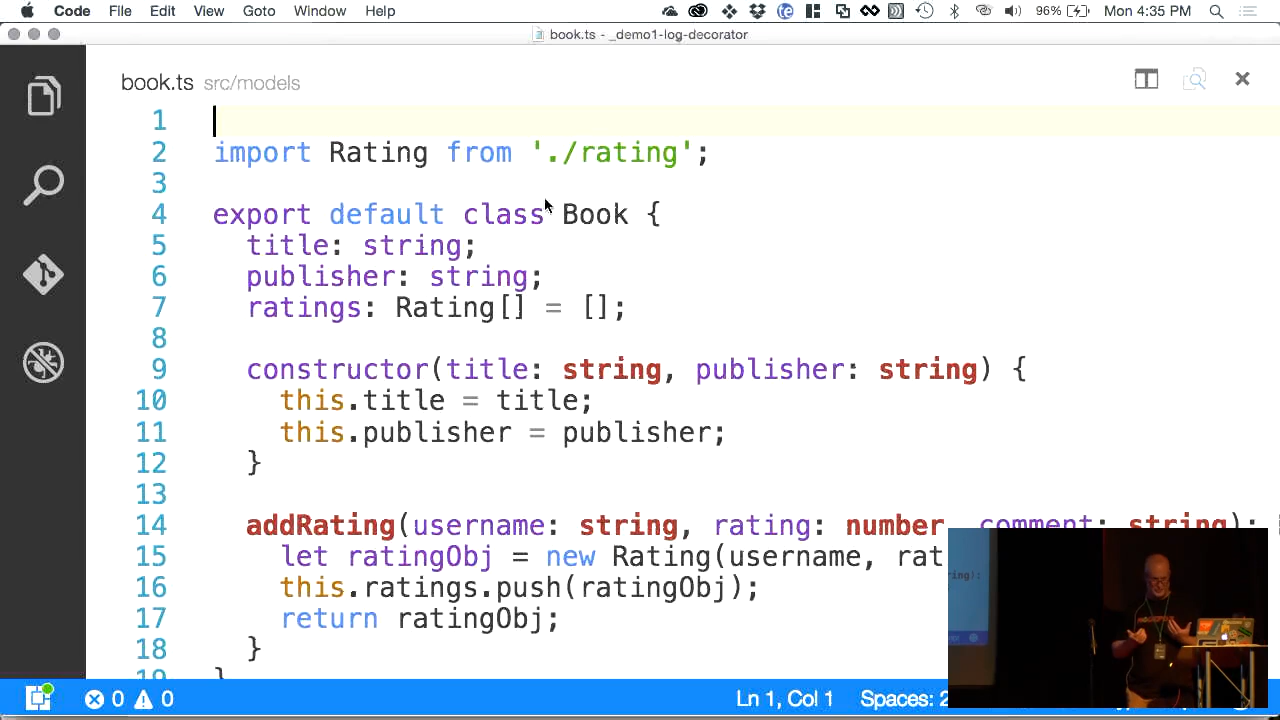 Code File Edit View Goto Window Help 96% Mon 4:35 PM
book.ts - _demo1-log-decorator
book.ts src/models
1
2 import Rating from './rating';
3
4 export default class Book {
5 title: string;
6 publisher: string;
7 ratings: Rating[] = [];
8
9 constructor(title: string, publisher: string) {
10 this.title = title;
11 this.publisher = publisher;
12 }
13
14 addRating(username: string, rating: number, comment: string):
15 let ratingObj = new Rating(username, rat
16 this.ratings.push(ratingObj);
17 return ratingObj;
18 }
19 }
0 0 Ln 1, Col 1 Spaces: 2